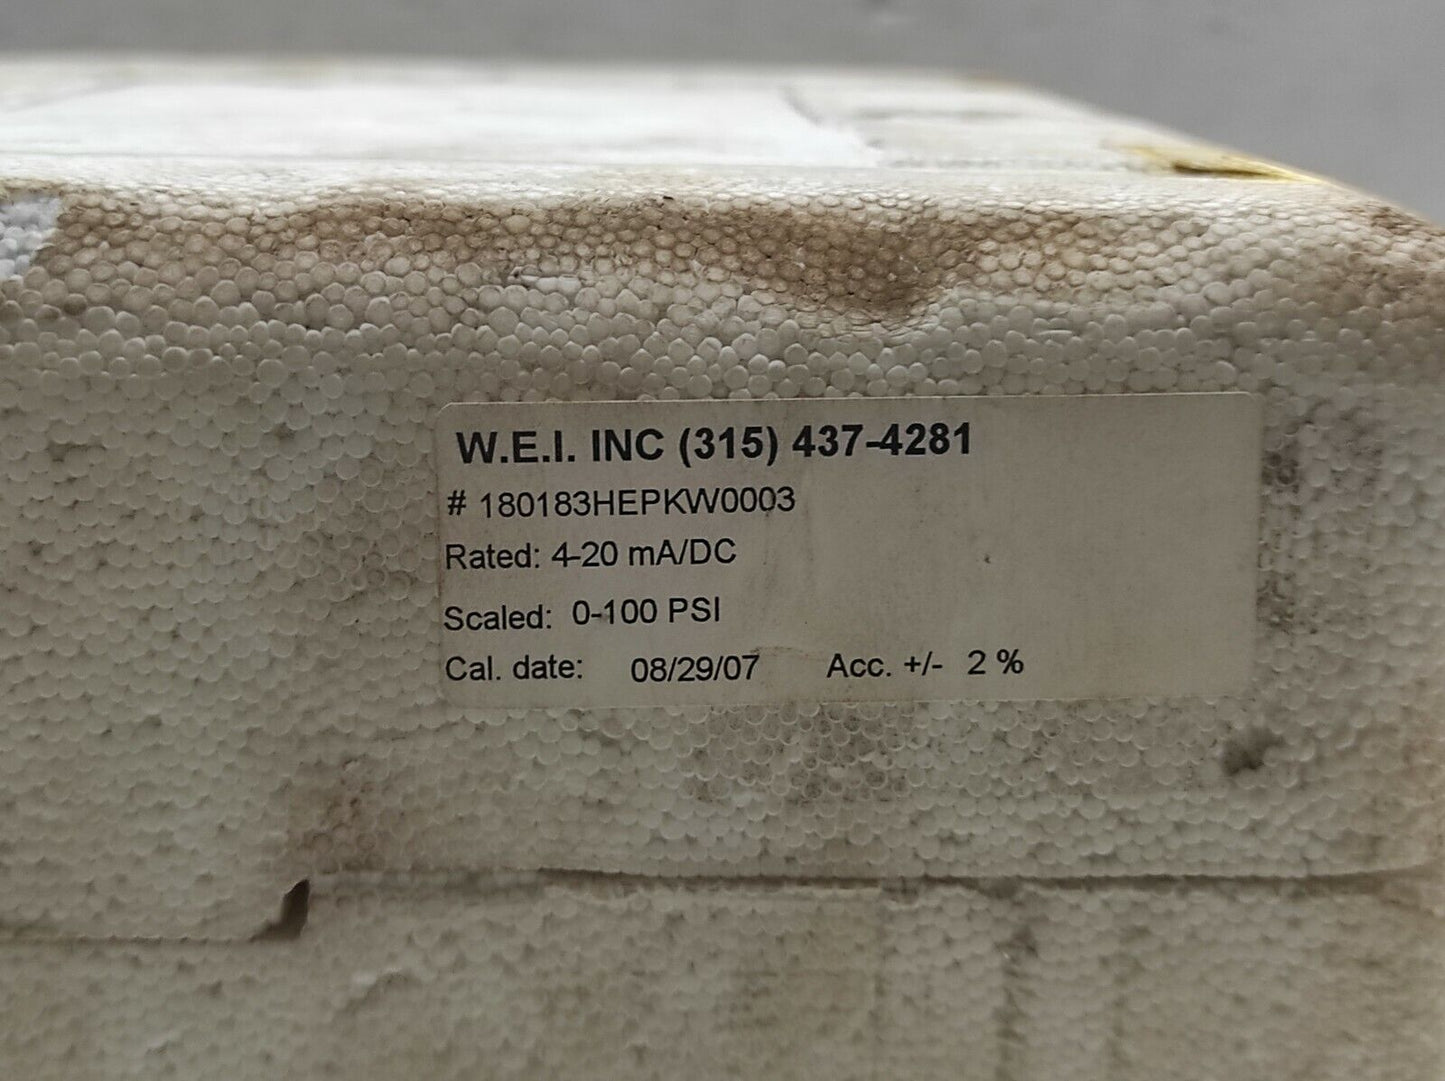 W.E.I. INC (315) 437-4281
# 180183HEPKW0003
Rated: 4-20 mA/DC
Scaled: 0-100 PSI
Cal. date: 08/29/07 Acc. +/- 2 %